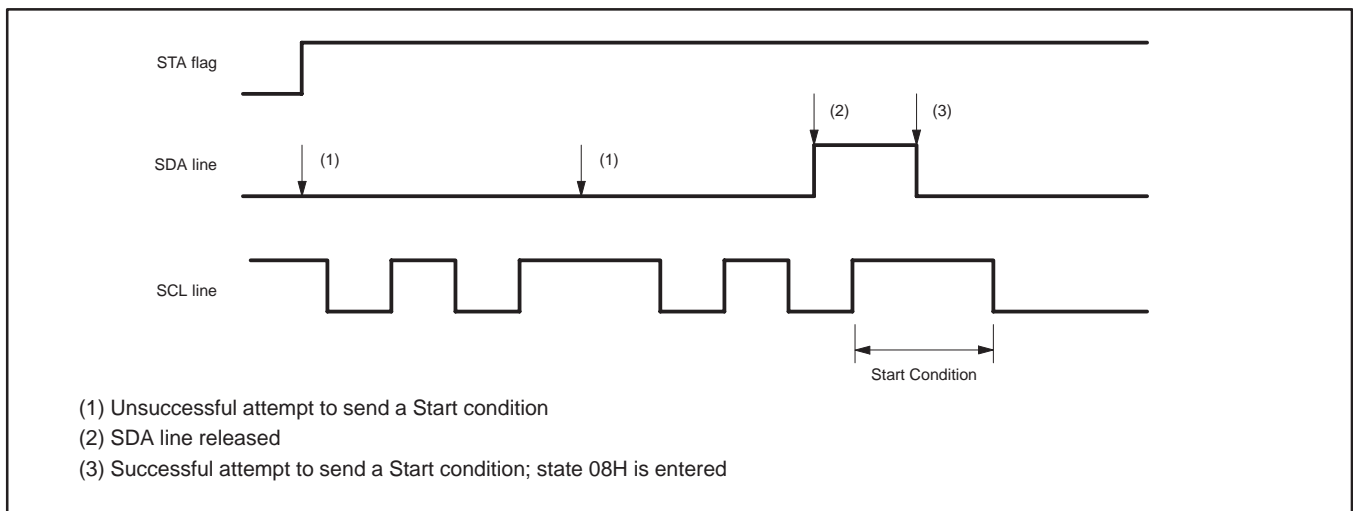 STA flag
(2)
(3)
SDA line
(1)
(1)
SCL line
Start Condition
(1) Unsuccessful attempt to send a Start condition
(2) SDA line released
(3) Successful attempt to send a Start condition; state 08H is entered